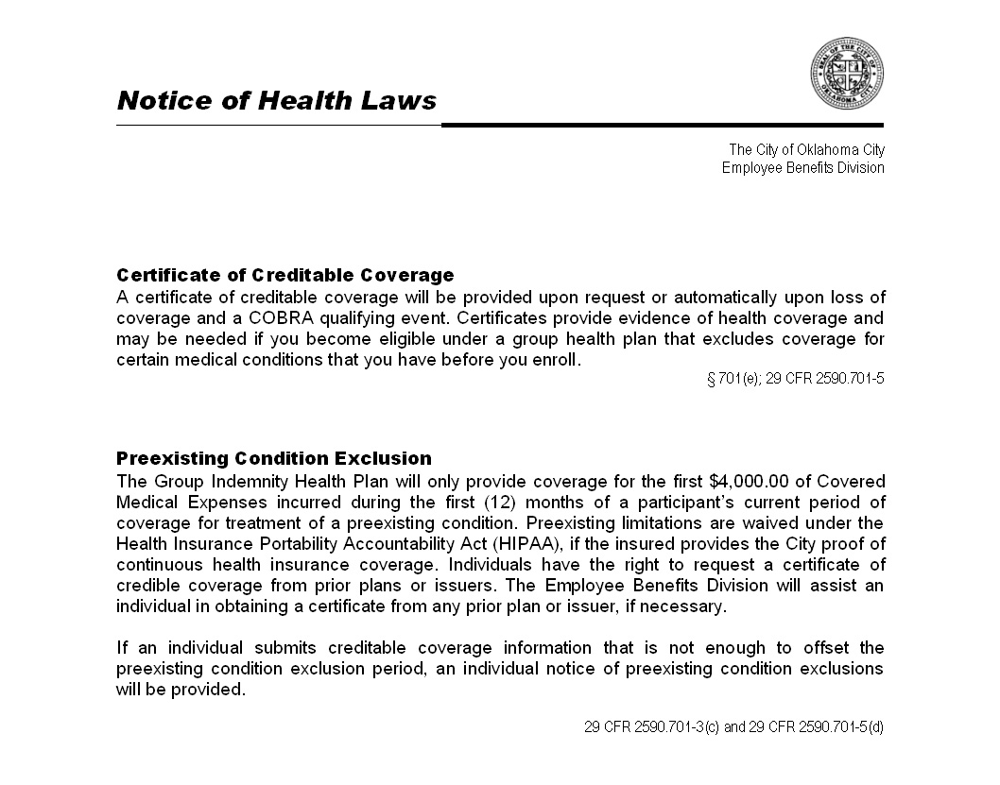 SEAL OF THE CITY OF
OKLAHOMA CITY
Notice of Health Laws
The City of Oklahoma City
Employee Benefits Division
Certificate of Creditable Coverage
A certificate of creditable coverage will be provided upon request or automatically upon loss of
coverage and a COBRA qualifying event. Certificates provide evidence of health coverage and
may be needed if you become eligible under a group health plan that excludes coverage for
certain medical conditions that you have before you enroll.
§ 701(e); 29 CFR 2590.701-5
Preexisting Condition Exclusion
The Group Indemnity Health Plan will only provide coverage for the first $4,000.00 of Covered
Medical Expenses incurred during the first (12) months of a participant's current period of
coverage for treatment of a preexisting condition. Preexisting limitations are waived under the
Health Insurance Portability Accountability Act (HIPAA), if the insured provides the City proof of
continuous health insurance coverage. Individuals have the right to request a certificate of
credible coverage from prior plans or issuers. The Employee Benefits Division will assist an
individual in obtaining a certificate from any prior plan or issuer, if necessary.
If an individual submits creditable coverage information that is not enough to offset the
preexisting condition exclusion period, an individual notice of preexisting condition exclusions
will be provided.
29 CFR 2590.701-3(c) and 29 CFR 2590.701-5(d)